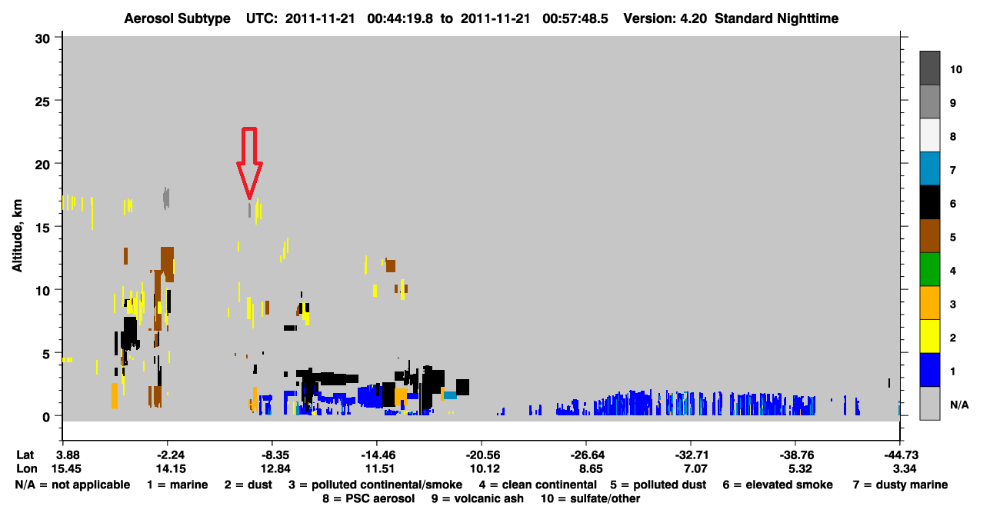 Aerosol Subtype UTC: 2011-11-21 00:44:19.8 to 2011-11-21 00:57:48.5 Version: 4.20 Standard Nighttime
30
25
20
15
10
5
0
Altitude, km
10
9
8
7
6
5
4
3
2
1
N/A
Lat 3.88 -2.24 -8.35 -14.46 -20.56 -26.64 -32.71 -38.76 -44.73
Lon 15.45 14.15 12.84 11.51 10.12 8.65 7.07 5.32 3.34
N/A = not applicable 1 = marine 2 = dust 3 = polluted continental/smoke 4 = clean continental 5 = polluted dust 6 = elevated smoke 7 = dusty marine
8 = PSC aerosol 9 = volcanic ash 10 = sulfate/other